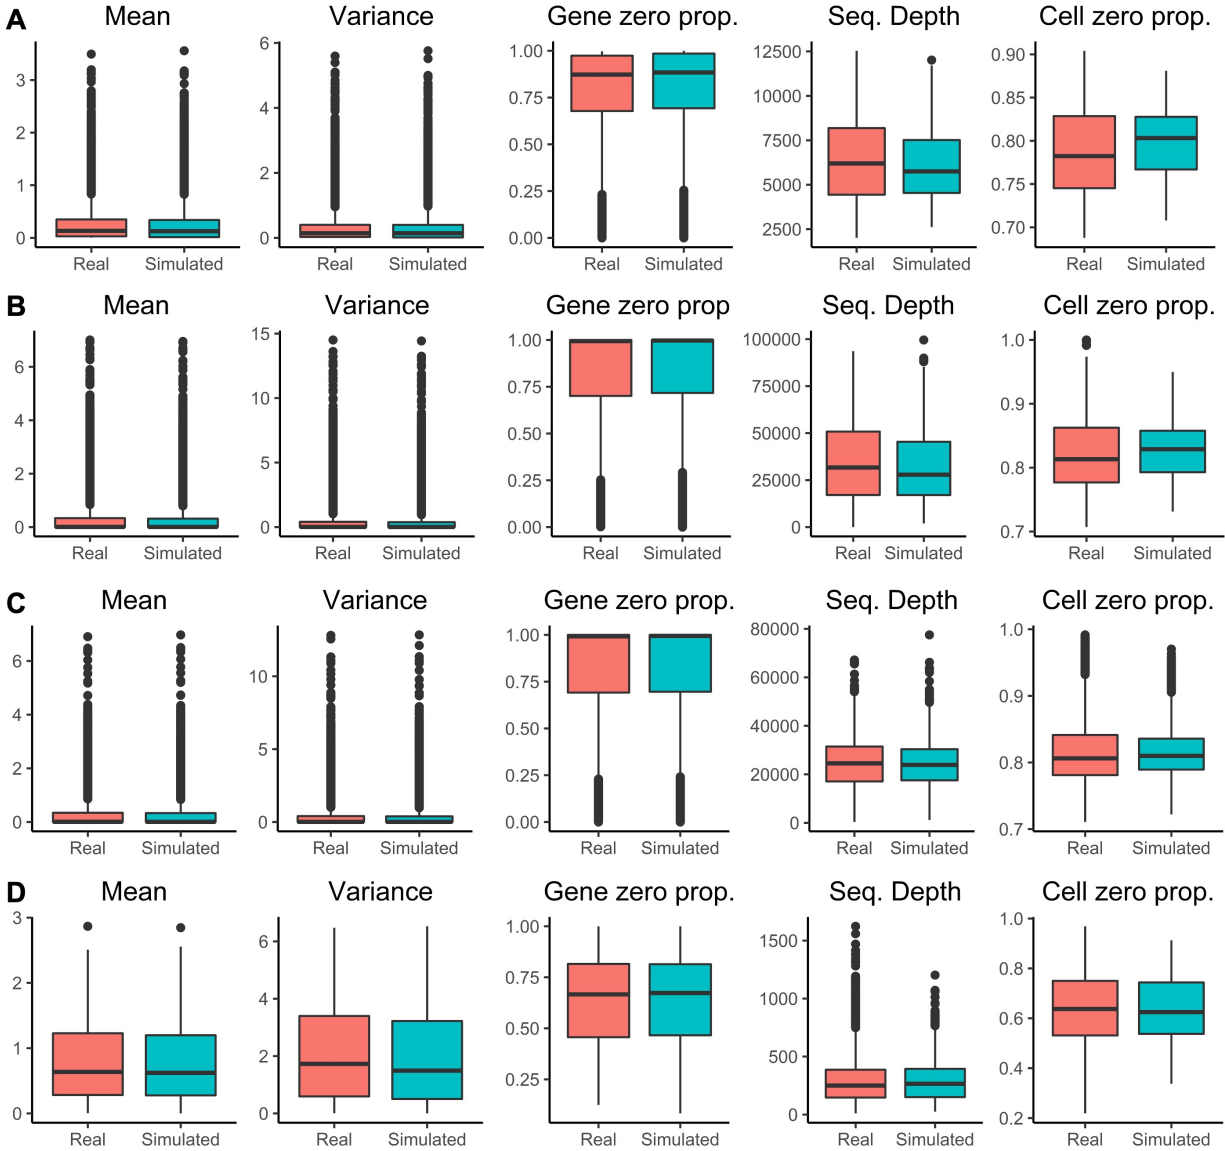 A
Mean
Variance
Gene zero prop.
Seq. Depth
Cell zero prop.
3
2
1
0
Real
Simulated
6
4
2
0
Real
Simulated
1.00
0.75
0.50
0.25
0.00
Real
Simulated
12500
10000
7500
5000
2500
Real
Simulated
0.90
0.85
0.80
0.75
0.70
Real
Simulated
B
Mean
Variance
Gene zero prop
Seq. Depth
Cell zero prop.
6
4
2
0
Real
Simulated
15
10
5
0
Real
Simulated
1.00
0.75
0.50
0.25
0.00
Real
Simulated
100000
75000
50000
25000
0
Real
Simulated
1.0
0.9
0.8
0.7
Real
Simulated
C
Mean
Variance
Gene zero prop.
Seq. Depth
Cell zero prop.
6
4
2
0
Real
Simulated
10
5
0
Real
Simulated
1.00
0.75
0.50
0.25
0.00
Real
Simulated
80000
60000
40000
20000
0
Real
Simulated
1.0
0.9
0.8
0.7
Real
Simulated
D
Mean
Variance
Gene zero prop.
Seq. Depth
Cell zero prop.
3
2
1
0
Real
Simulated
6
4
2
0
Real
Simulated
1.00
0.75
0.50
0.25
Real
Simulated
1500
1000
500
0
Real
Simulated
1.0
0.8
0.6
0.4
0.2
Real
Simulated